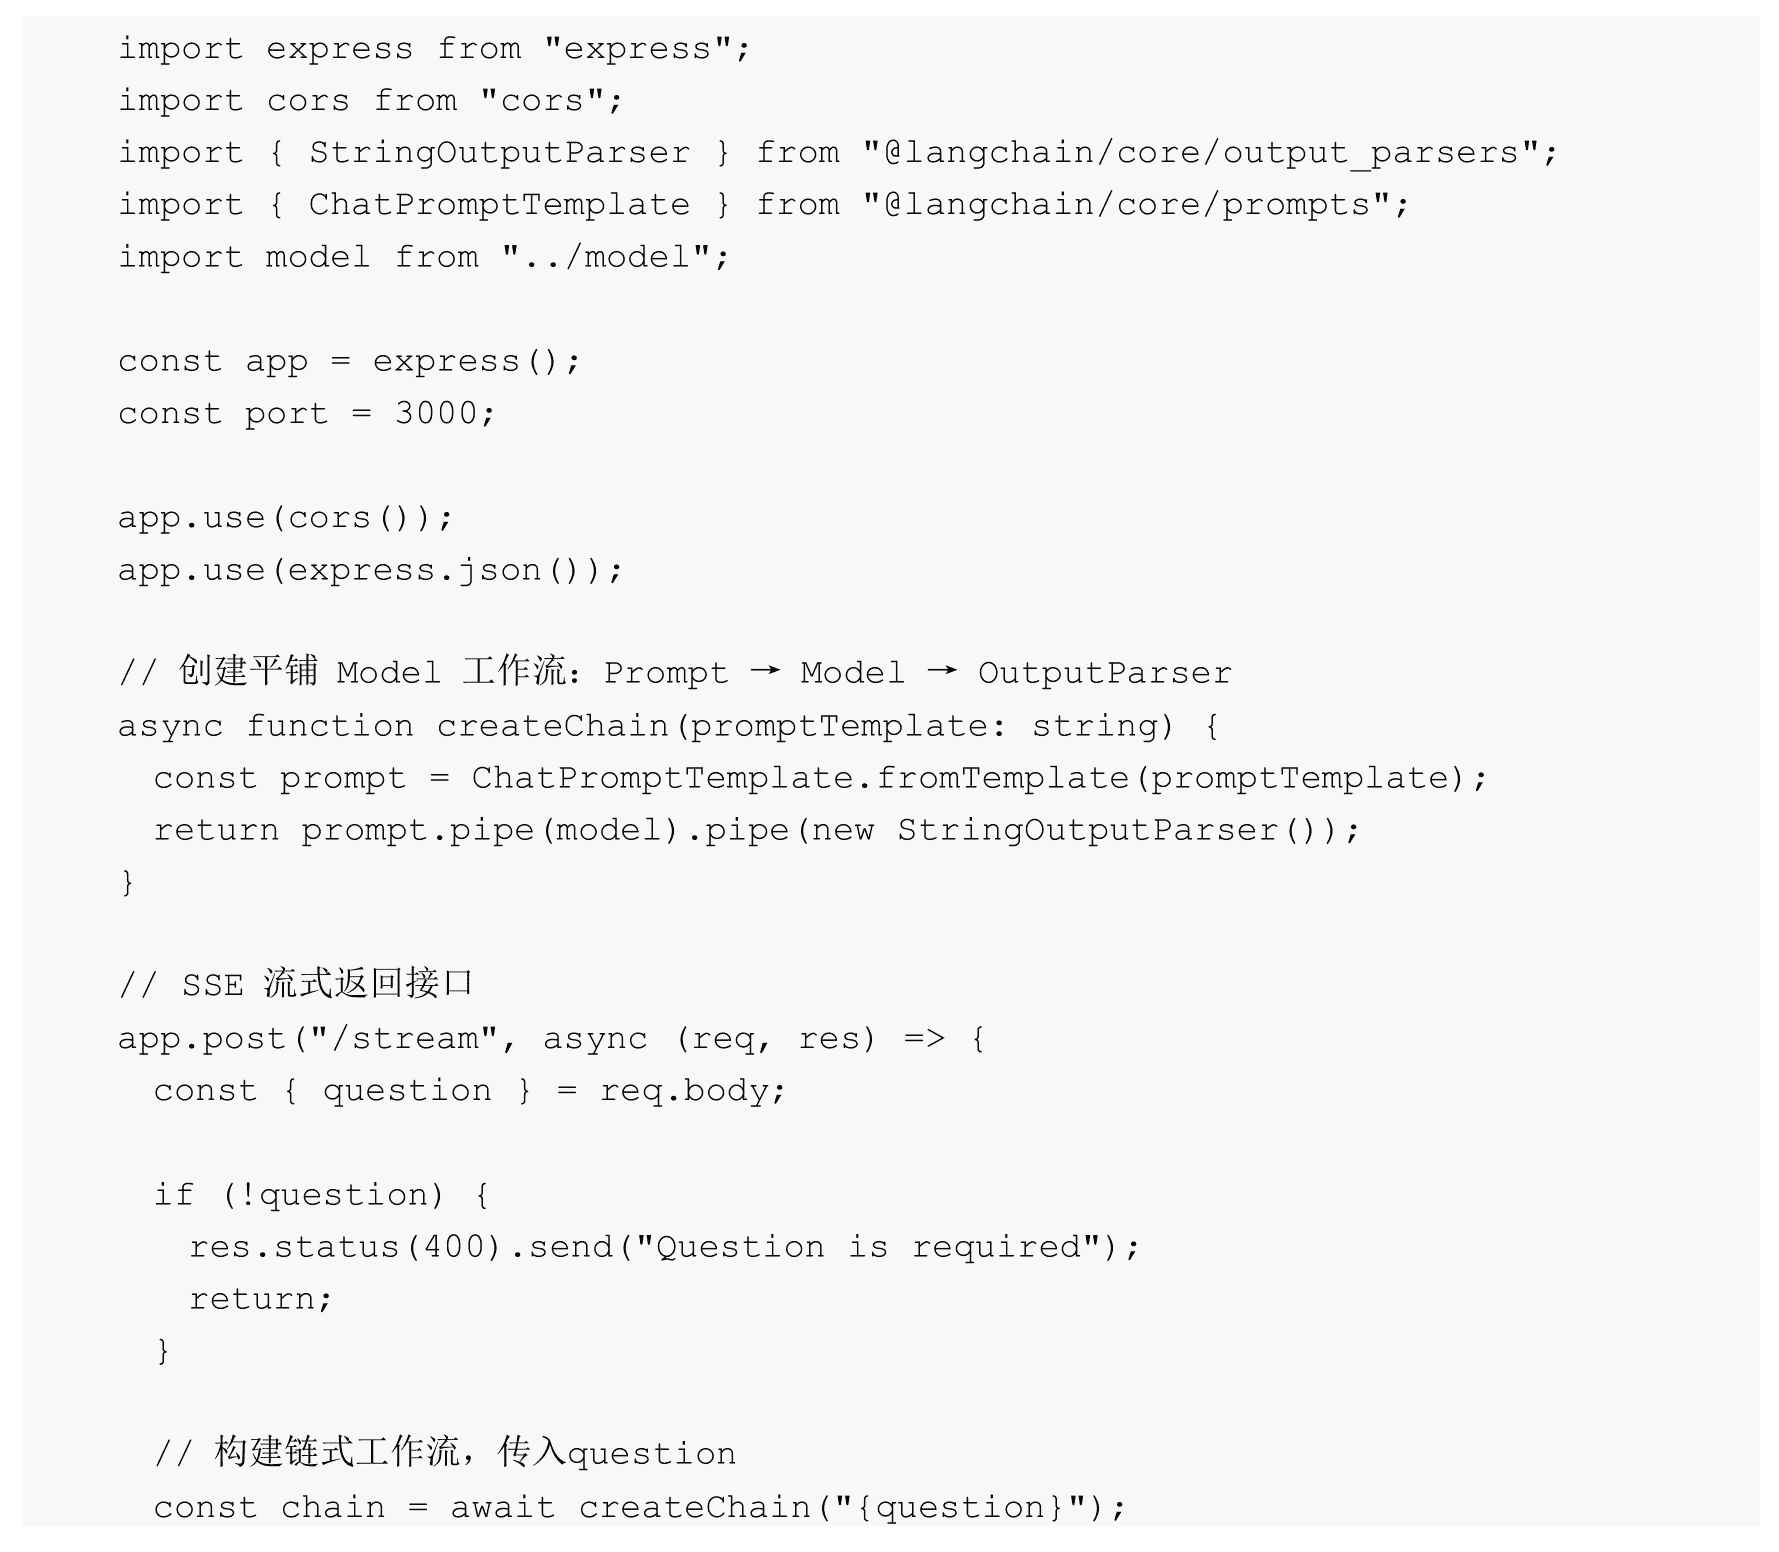 import express from "express";
import cors from "cors";
import { StringOutputParser } from "@langchain/core/output_parsers";
import { ChatPromptTemplate } from "@langchain/core/prompts";
import model from "../model";

const app = express();
const port = 3000;

app.use(cors());
app.use(express.json());

// 创建平铺 Model 工作流：Prompt → Model → OutputParser
async function createChain(promptTemplate: string) {
  const prompt = ChatPromptTemplate.fromTemplate(promptTemplate);
  return prompt.pipe(model).pipe(new StringOutputParser());
}

// SSE 流式返回接口
app.post("/stream", async (req, res) => {
  const { question } = req.body;

  if (!question) {
    res.status(400).send("Question is required");
    return;
  }

  // 构建链式工作流，传入question
  const chain = await createChain("{question}");